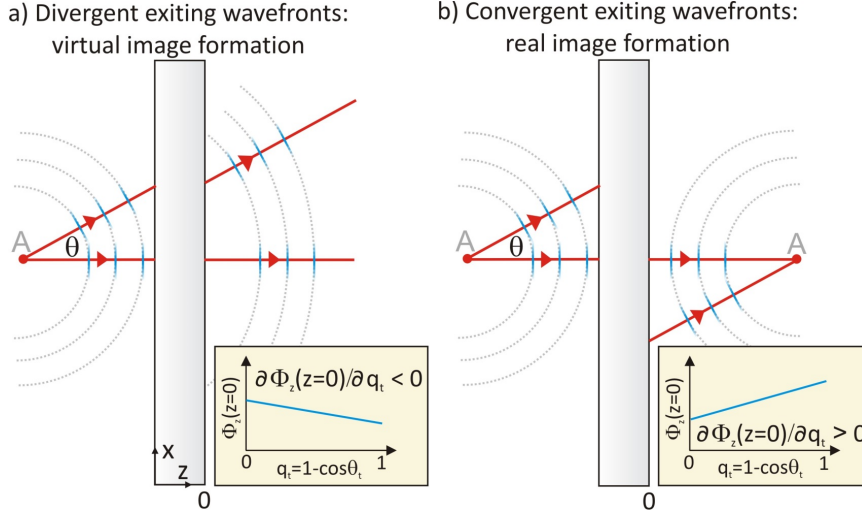 a) Divergent exiting wavefronts:
virtual image formation
A
θ
x
z
0
Φz(z=0)
∂Φz(z=0)/∂qt < 0
0
1
qt=1-cosθt
b) Convergent exiting wavefronts:
real image formation
A
θ
A
0
Φz(z=0)
∂Φz(z=0)/∂qt > 0
0
1
qt=1-cosθt